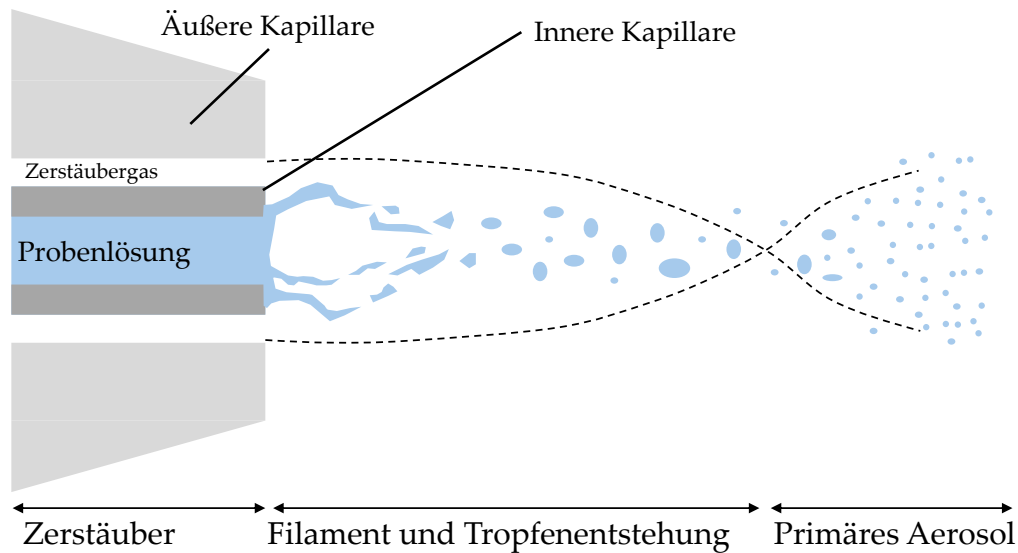 Äußere Kapillare
Innere Kapillare
Zerstäubergas
Probenlösung
Zerstäuber
Filament und Tropfenentstehung
Primäres Aerosol